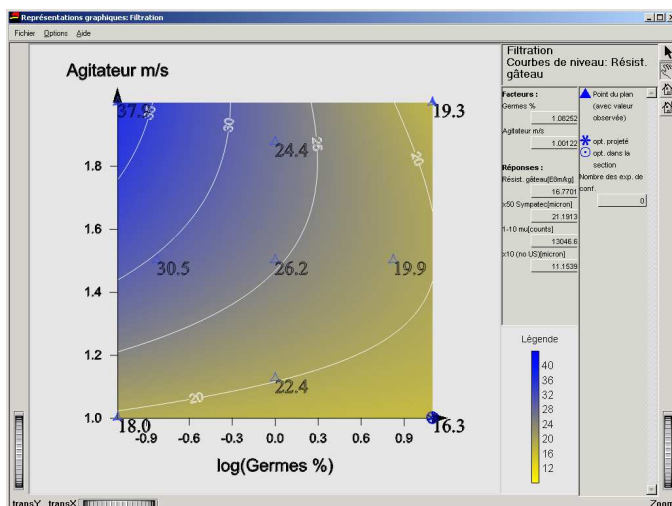 Représentations graphiques: Filtration
Fichier Options Aide
Filtration
Courbes de niveau: Résist. gâteau
Facteurs :
Germes %
1.08252
Agitateur m/s
1.00122
Réponses :
Résist. gâteau[E8mAg]
16.7701
x50 Sympatec[micron]
21.1913
1-10 mu[counts]
13046.6
x10 (no US)[micron]
11.1539
Point du plan
(avec valeur
observée)
opt. projeté
opt. dans la
section
Nombre des exp. de
conf.
0
Agitateur m/s
37.9 19.3
30 25 20
24.4
1.8
1.6
30.5 26.2 19.9
1.4
1.2
22.4
20
1.0
18.0 16.3
-0.9 -0.6 -0.3 0.0 0.3 0.6 0.9
log(Germes %)
Légende
40
36
32
28
24
20
16
12
transY transX Zoom